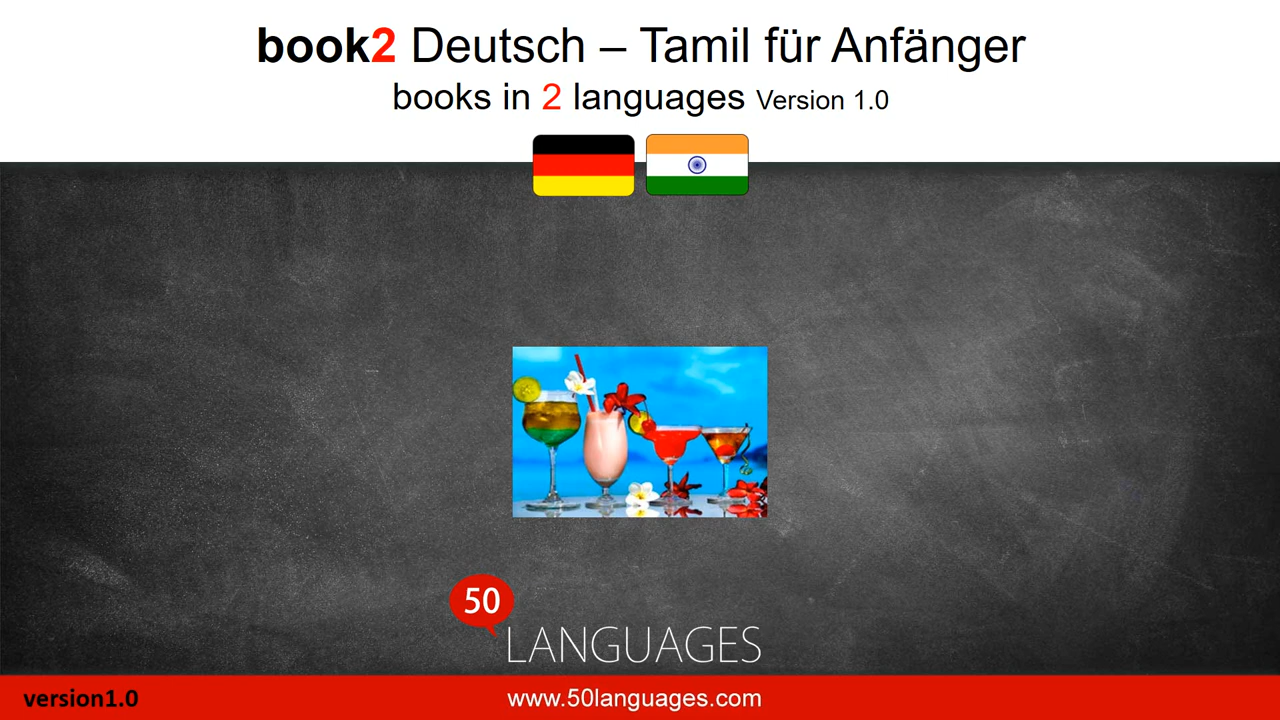 book2 Deutsch – Tamil für Anfänger
books in 2 languages Version 1.0
50
LANGUAGES
version1.0
www.50languages.com